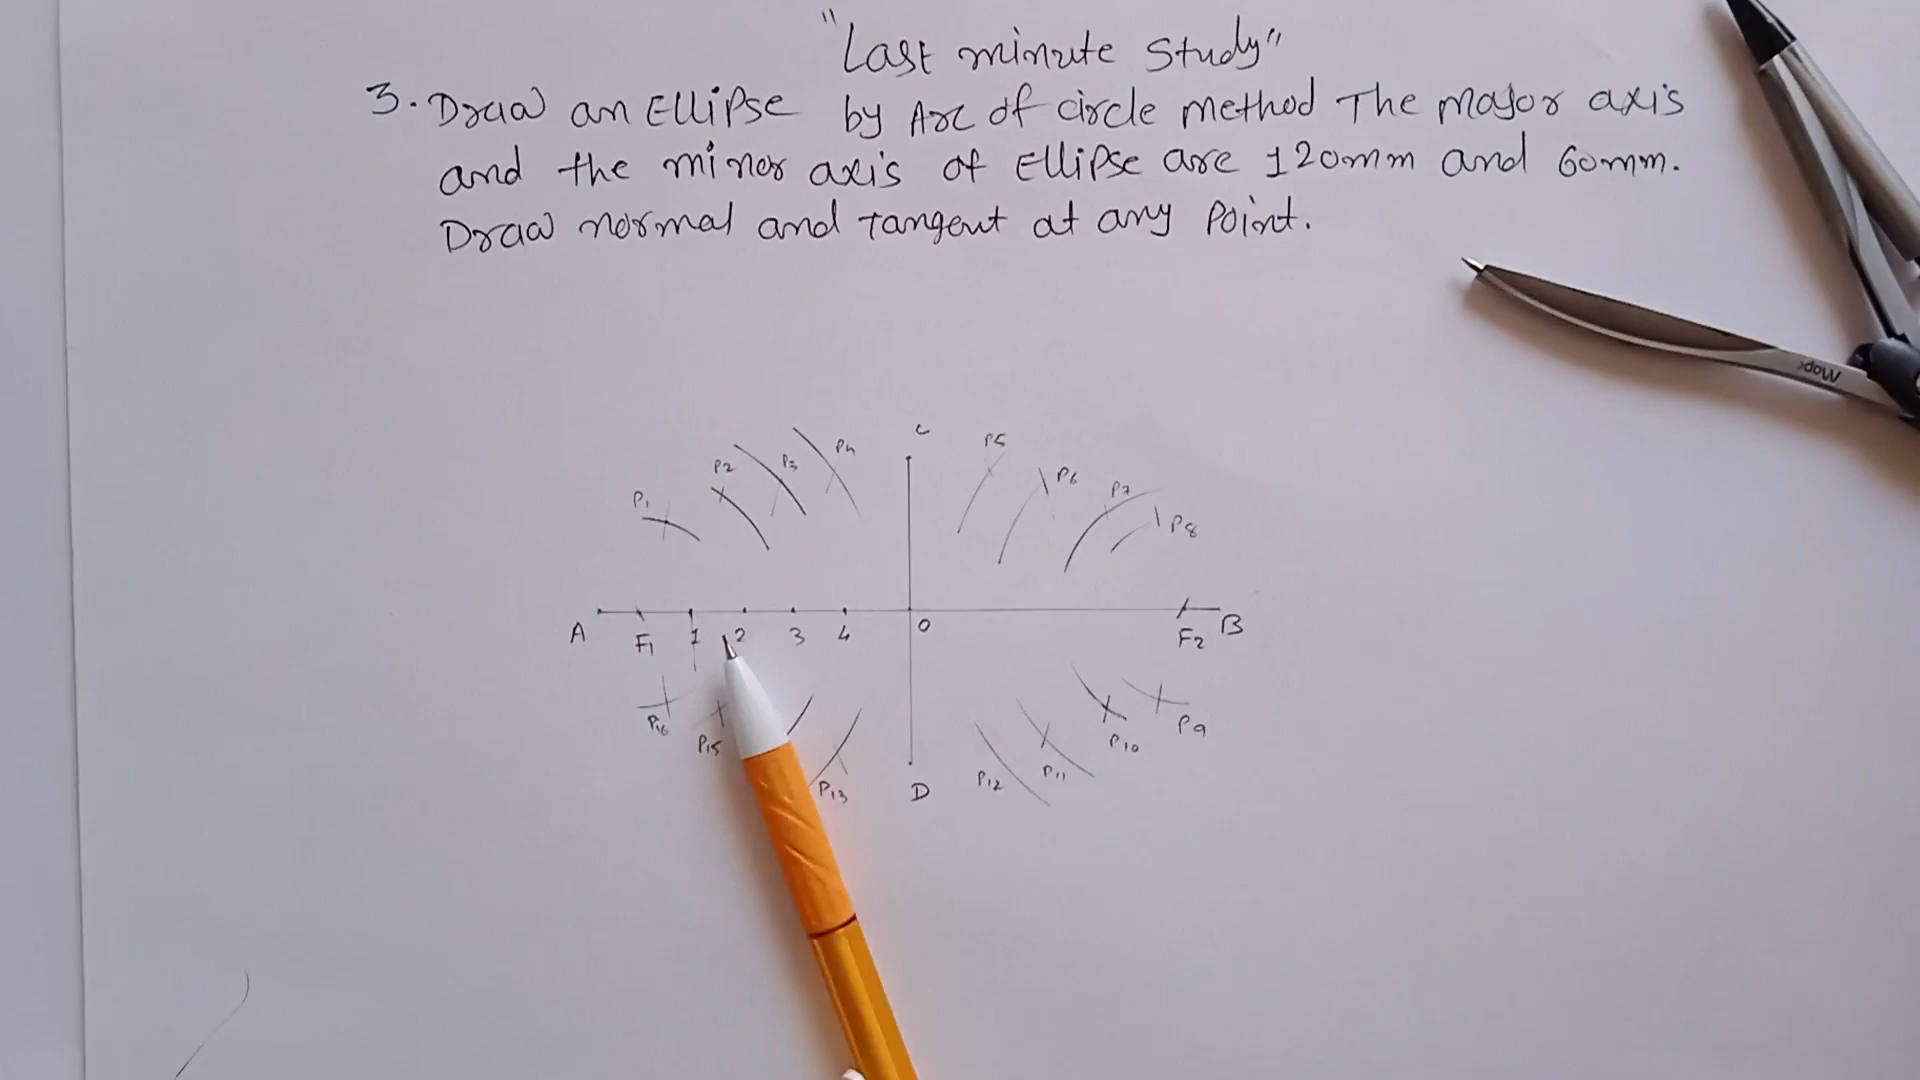 "Last minute Study"
3. Draw an Ellipse by Arc of circle method The major axis
and the minor axis of Ellipse are 120mm and 60mm.
Draw normal and Tangent at any Point.
C
P1 P2 P3 P4 P5 P6 P7 P8
A F1 1 2 3 4 O F2 B
P16 P15 P13 D P12 P11 P10 P9